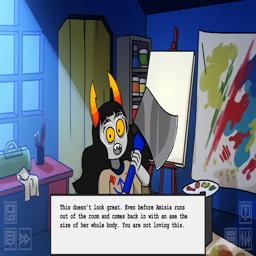 This doesn't look great. Even before Amisia runs
out of the room and comes back in with an axe the
size of her whole body. You are not loving this.